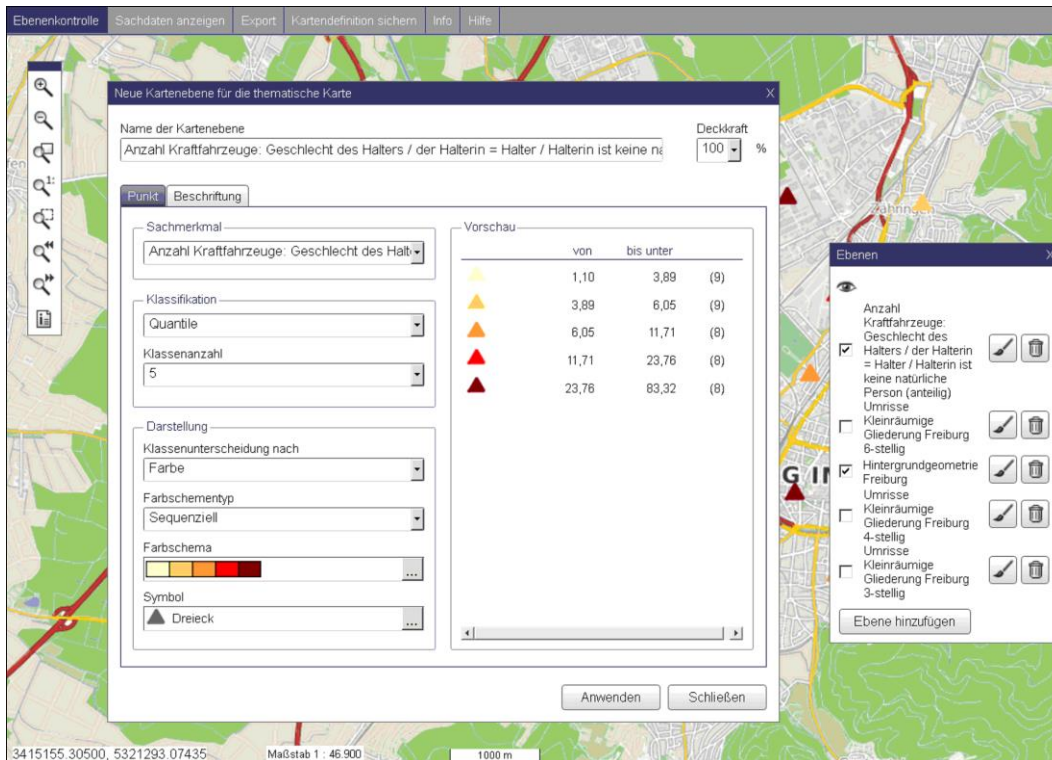 Ebenenkontrolle Sachdaten anzeigen Export Kartendefinition sichern Info Hilfe
Neue Kartenebene für die thematische Karte X
Name der Kartenebene Deckkraft
Anzahl Kraftfahrzeuge: Geschlecht des Halters / der Halterin = Halter / Halterin ist keine na 100 %
Punkt Beschriftung
Sachmerkmal
Anzahl Kraftfahrzeuge: Geschlecht des Halt
Klassifikation
Quantile
Klassenanzahl
5
Darstellung
Klassenunterscheidung nach
Farbe
Farbschementyp
Sequenziell
Farbschema
...
Symbol
Dreieck ...
Vorschau
von bis unter
1,10 3,89 (9)
3,89 6,05 (9)
6,05 11,71 (8)
11,71 23,76 (8)
23,76 83,32 (8)
Anwenden Schließen
Zähringen
G IM
Ebenen X
Anzahl
Kraftfahrzeuge:
Geschlecht des
Halters / der Halterin
= Halter / Halterin ist
keine natürliche
Person (anteilig)
Umrisse
Kleinräumige
Gliederung Freiburg
6-stellig
Hintergrundgeometrie
Freiburg
Umrisse
Kleinräumige
Gliederung Freiburg
4-stellig
Umrisse
Kleinräumige
Gliederung Freiburg
3-stellig
Ebene hinzufügen
3415155.30500, 5321293.07435 Maßstab 1 : 46.900 1000 m